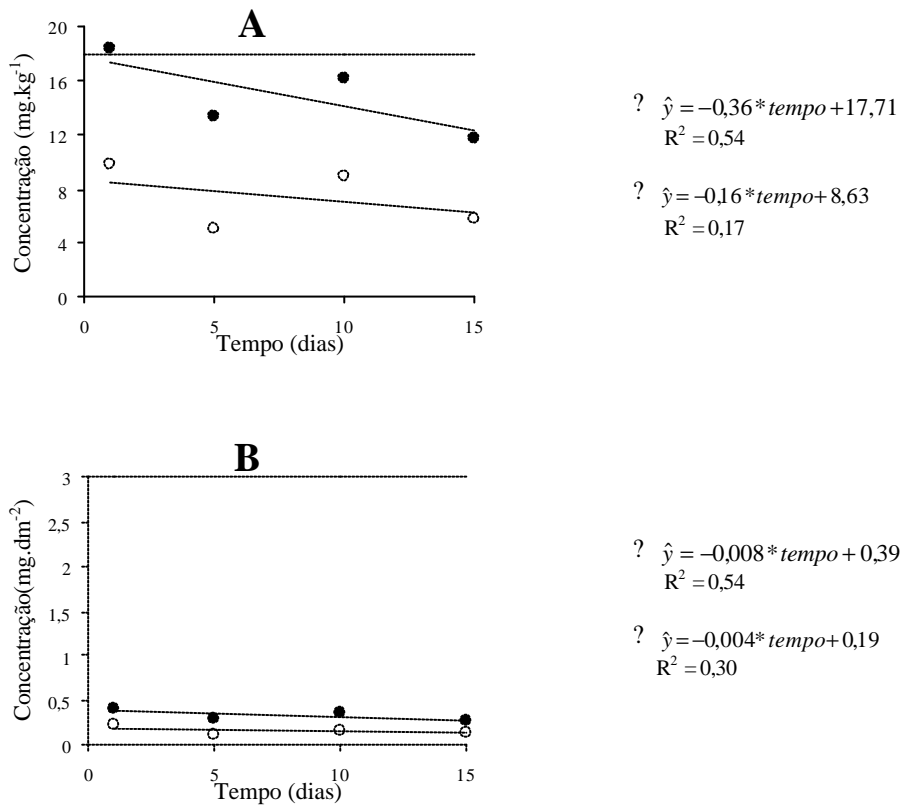 A
Concentração (mg.kg⁻¹)
20
16
12
8
4
0
0 5 10 15
Tempo (dias)
? ŷ = −0,36* tempo +17,71
R² = 0,54
? ŷ = −0,16* tempo + 8,63
R² = 0,17
B
Concentração(mg.dm⁻²)
3
2,5
2
1,5
1
0,5
0
0 5 10 15
Tempo (dias)
? ŷ = −0,008* tempo + 0,39
R² = 0,54
? ŷ = −0,004* tempo + 0,19
R² = 0,30